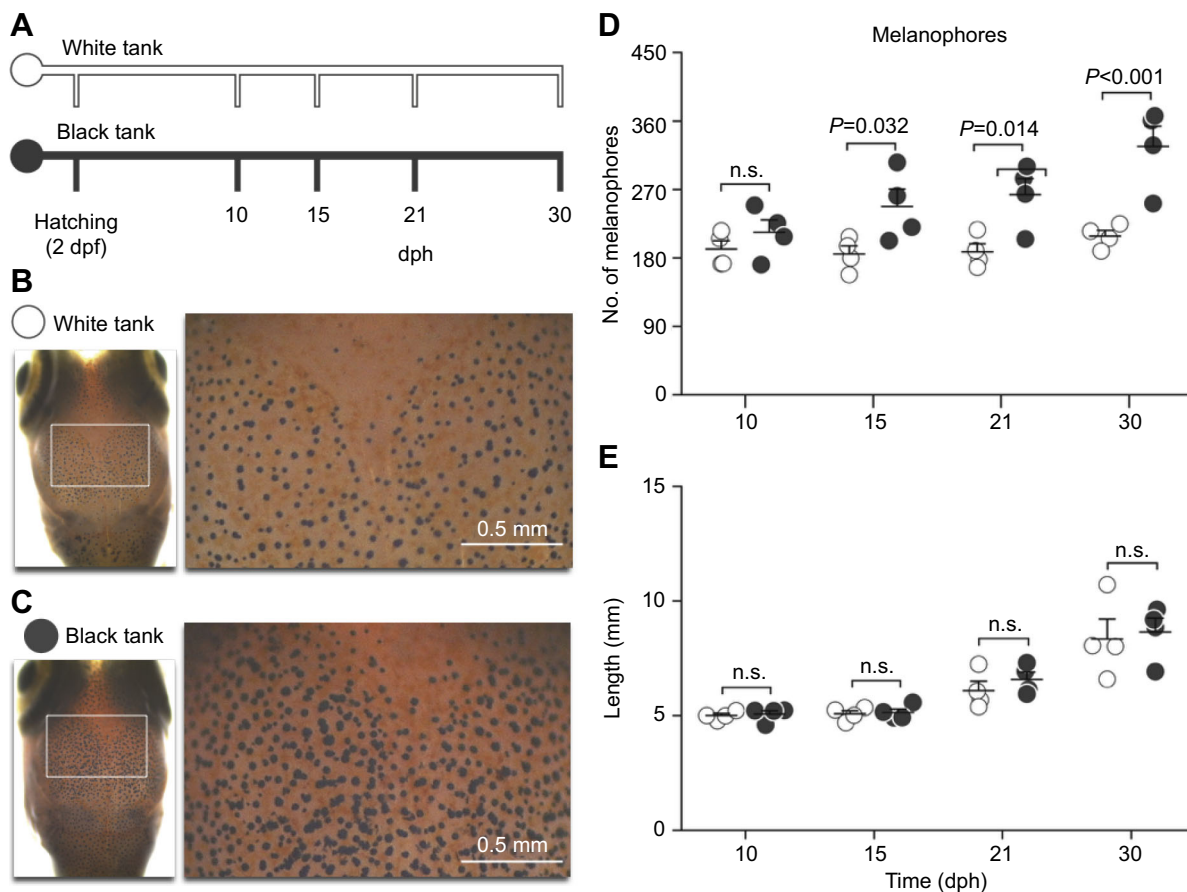 A
White tank
Black tank
Hatching
(2 dpf)
10
15
21
30
dph
B
White tank
0.5 mm
C
Black tank
0.5 mm
D
Melanophores
No. of melanophores
450
360
270
180
90
0
n.s.
P=0.032
P=0.014
P<0.001
10
15
21
30
E
Length (mm)
15
10
5
0
n.s.
n.s.
n.s.
n.s.
10
15
21
30
Time (dph)